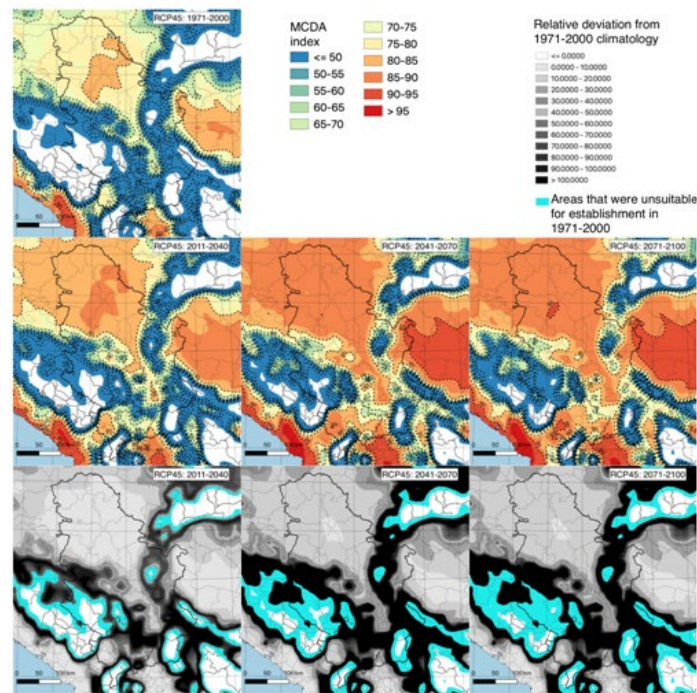 RCP45: 1971-2000
MCDA
index
<= 50
50-55
55-60
60-65
65-70
70-75
75-80
80-85
85-90
90-95
> 95
Relative deviation from
1971-2000 climatology
<= 0.0000
0.0000 - 10.0000
10.0000 - 20.0000
20.0000 - 30.0000
30.0000 - 40.0000
40.0000 - 50.0000
50.0000 - 60.0000
60.0000 - 70.0000
70.0000 - 80.0000
80.0000 - 90.0000
90.0000 - 100.0000
> 100.0000
Areas that were unsuitable
for establishment in
1971-2000
RCP45: 2011-2040
RCP45: 2041-2070
RCP45: 2071-2100
RCP45: 2011-2040
RCP45: 2041-2070
RCP45: 2071-2100